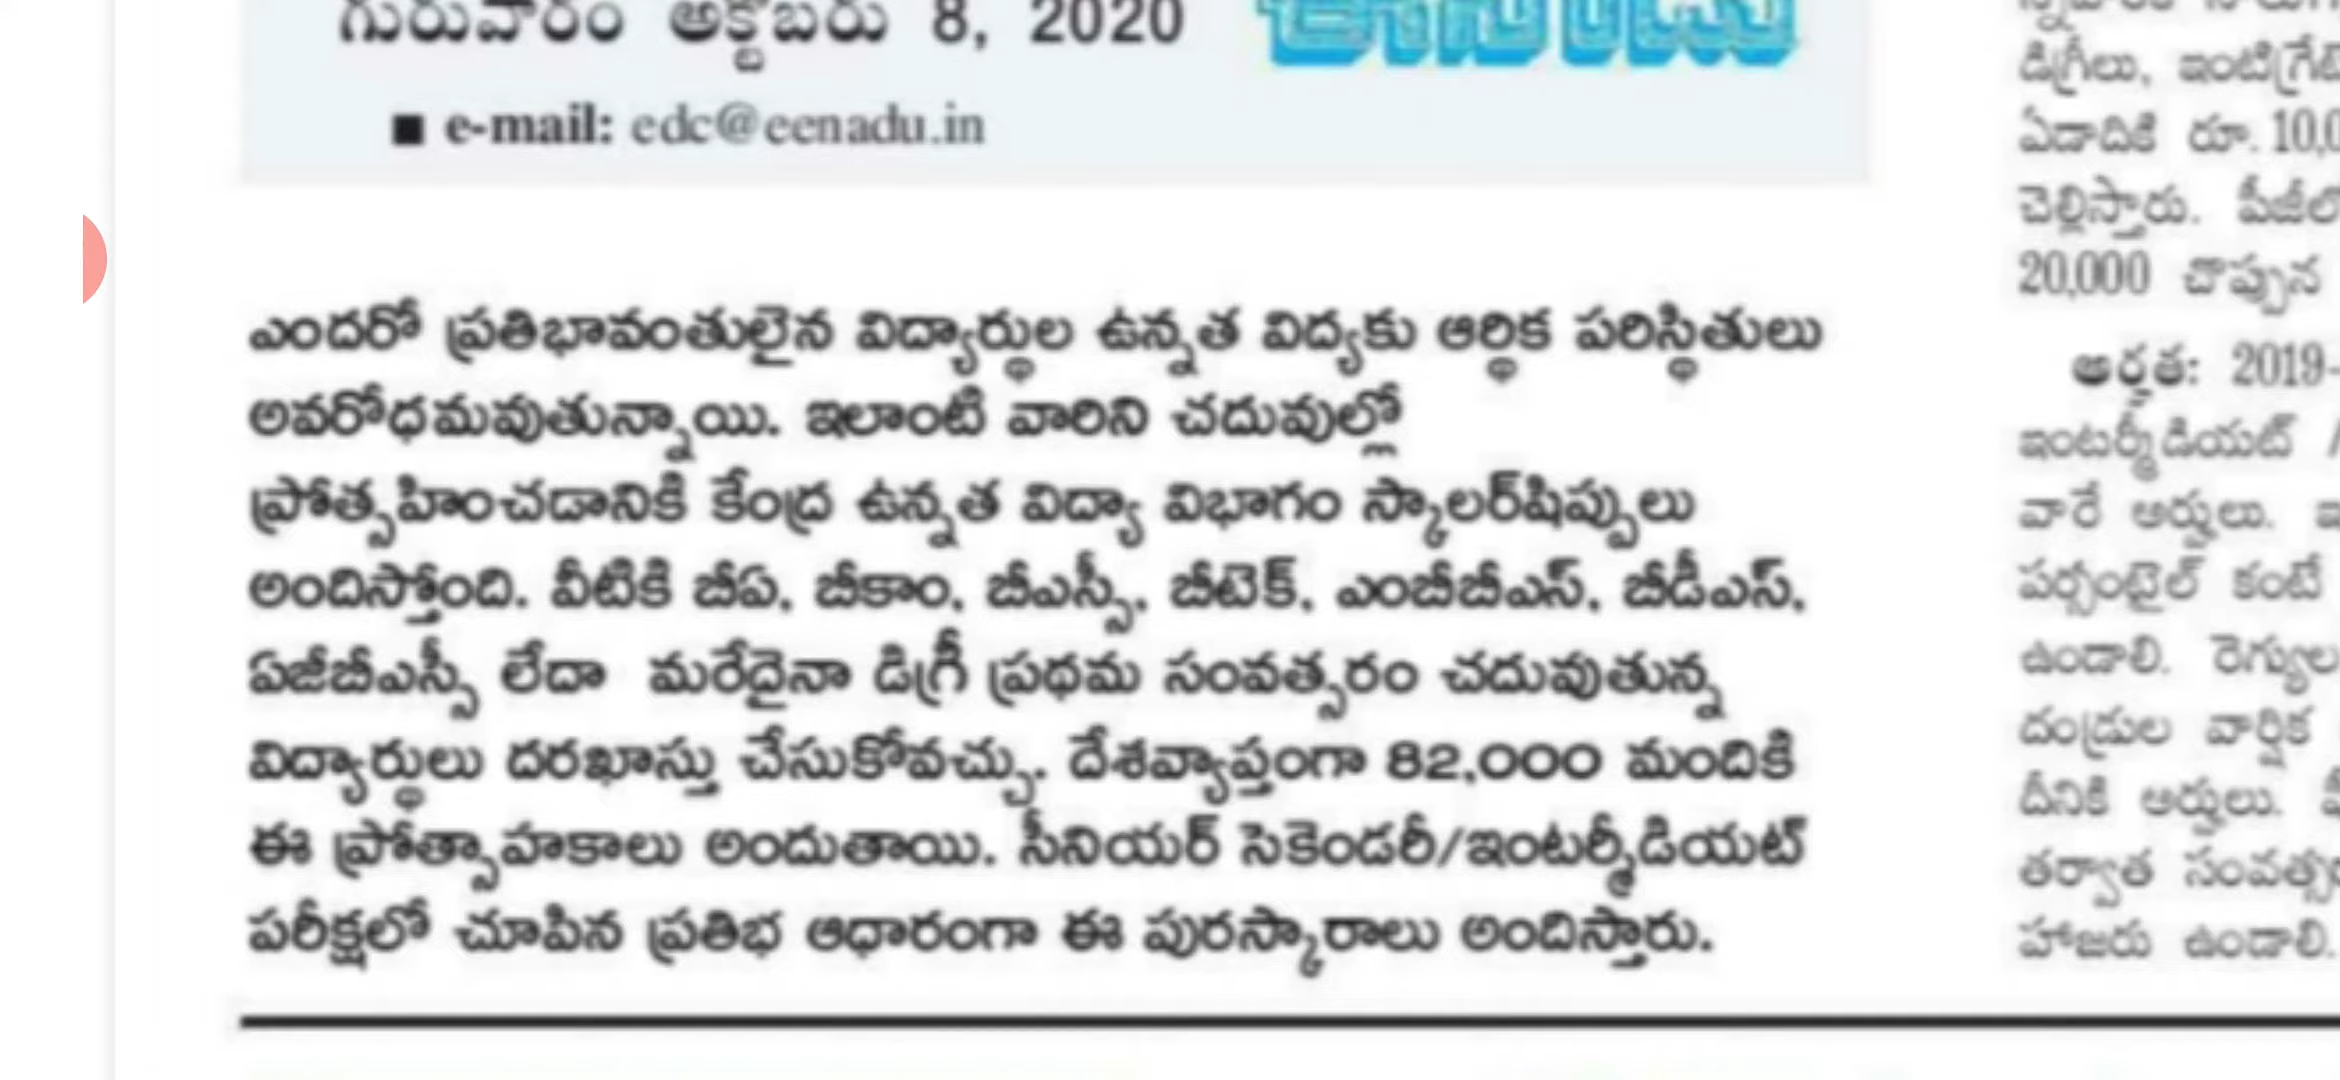 గురువారం అక్టోబరు 8, 2020 ఈనాడు
■ e-mail: edc@eenadu.in
ఎందరో ప్రతిభావంతులైన విద్యార్థుల ఉన్నత విద్యకు ఆర్థిక పరిస్థితులు
అవరోధమవుతున్నాయి. ఇలాంటి వారిని చదువుల్లో
ప్రోత్సహించడానికి కేంద్ర ఉన్నత విద్యా విభాగం స్కాలర్‌షిప్పులు
అందిస్తోంది. వీటికి బీఏ, బీకాం, బీఎస్సీ, బీటెక్, ఎంబీబీఎస్, బీడీఎస్,
ఏజీబీఎస్సీ లేదా మరేదైనా డిగ్రీ ప్రథమ సంవత్సరం చదువుతున్న
విద్యార్థులు దరఖాస్తు చేసుకోవచ్చు. దేశవ్యాప్తంగా 82,000 మందికి
ఈ ప్రోత్సాహకాలు అందుతాయి. సీనియర్ సెకెండరీ/ఇంటర్మీడియట్
పరీక్షలో చూపిన ప్రతిభ ఆధారంగా ఈ పురస్కారాలు అందిస్తారు.
డిగ్రీలు,
ఏడాదికి రూ.
చెల్లిస్తారు.
20,000 చొప్పున
అర్హత: 2019-
ఇంటర్మీడియట్ /
వారే అర్హులు.
పర్సంటైల్ కంటే
ఉండాలి.
దండ్రుల వార్షిక
దీనికి అర్హులు.
తర్వాత
హాజరు ఉండాలి.